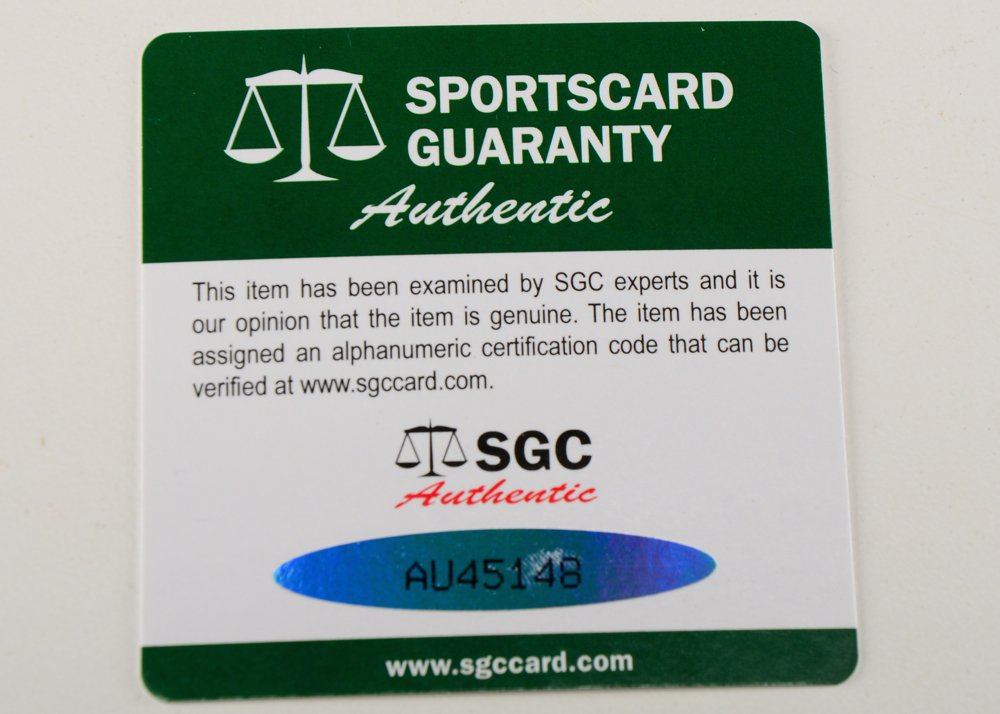 SPORTSCARD
GUARANTY
Authentic
This item has been examined by SGC experts and it is
our opinion that the item is genuine. The item has been
assigned an alphanumeric certification code that can be
verified at www.sgccard.com.
SGC
Authentic
AU45148
www.sgccard.com